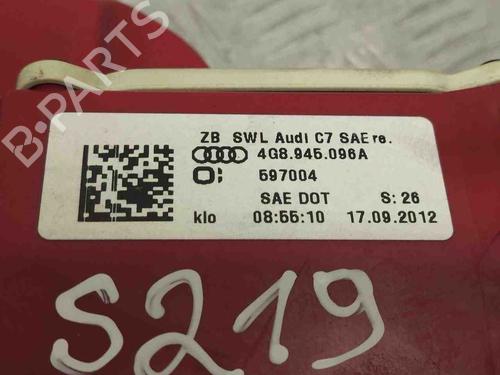 B-PARTS
ZB SWL Audi C7 SAE re.
4G8.945.096A
597004
SAE DOT S: 26
klo 08:55:10 17.09.2012
S219